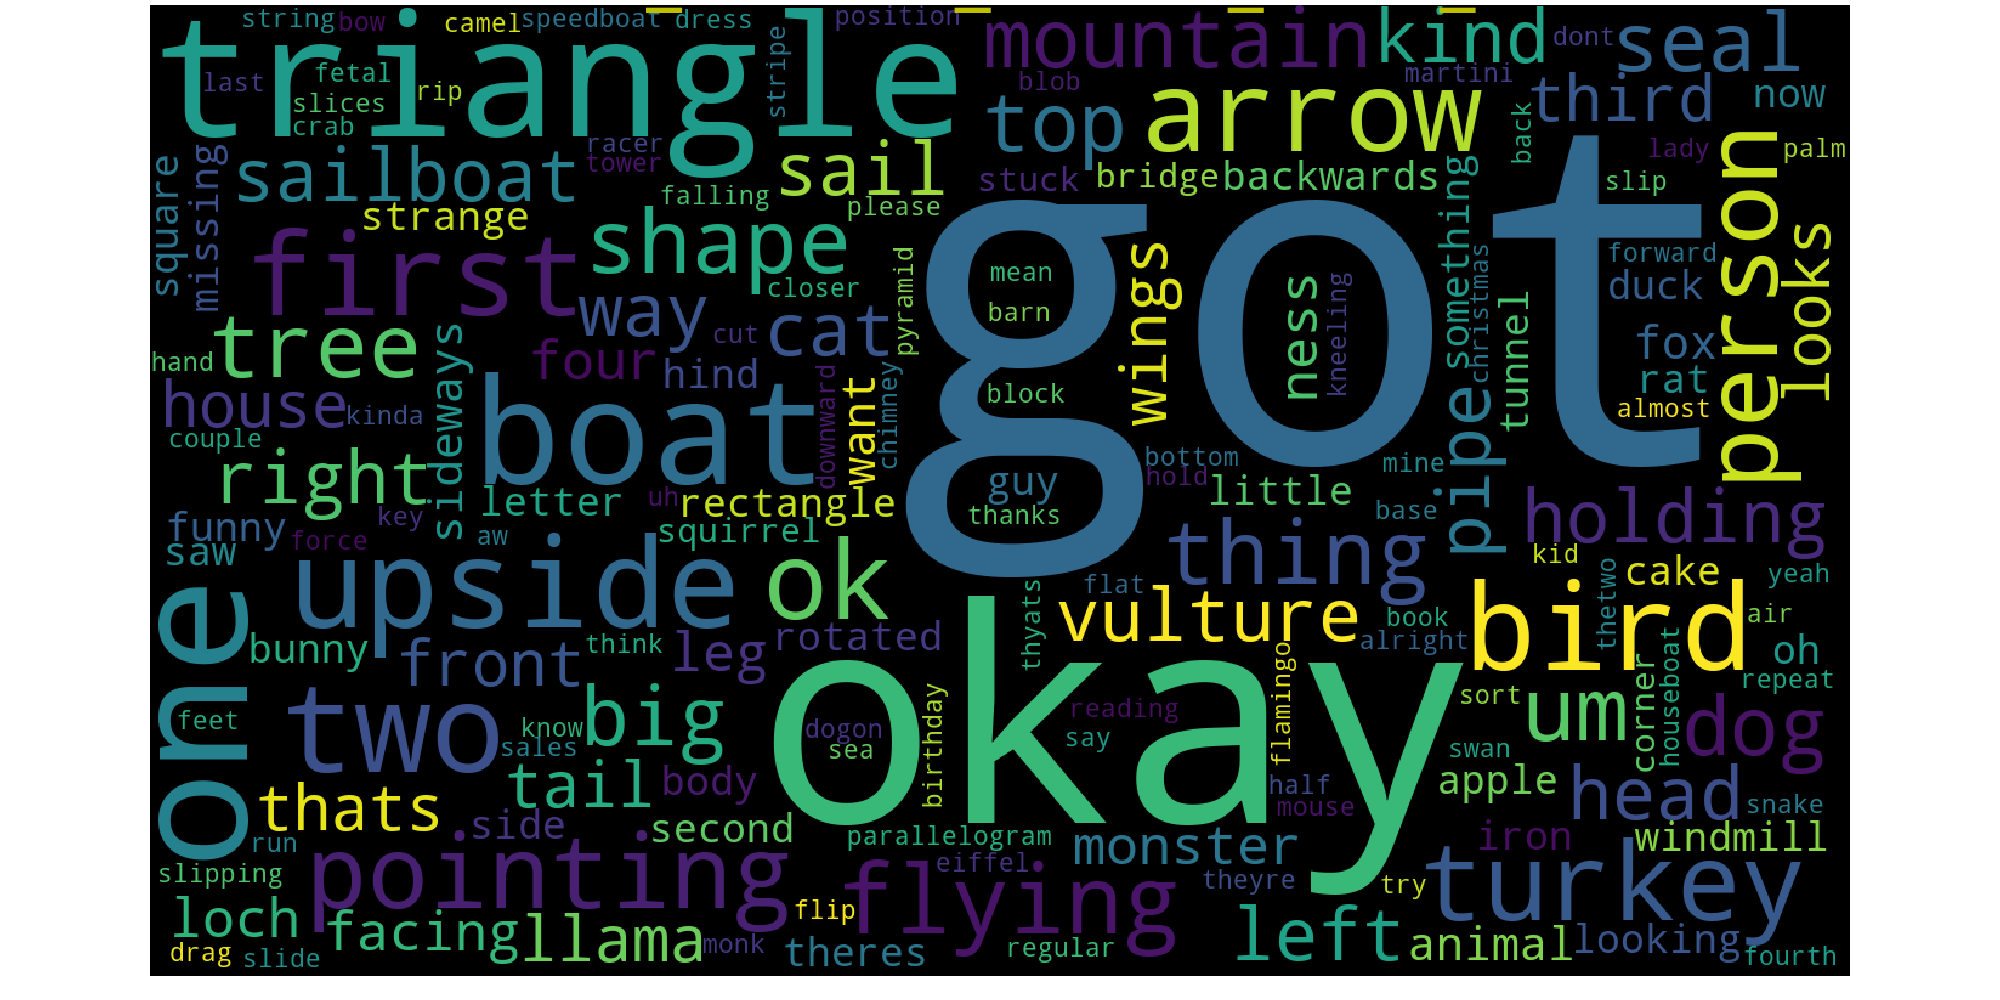 string
bow
camel
speedboat
dress
position
triangle
mountain
kind
dont
seal
last
fetal
rip
stripe
blob
martini
third
now
slices
crab
top
arrow
back
racer
tower
sailboat
sail
stuck
bridge
backwards
something
slip
lady
palm
person
square
missing
strange
falling
please
shape
first
got
wings
forward
looks
closer
pyramid
mean
ness
kneeling
christmas
duck
way
cat
barn
tunnel
tree
cut
fox
hand
four
hind
rat
house
kinda
sideways
boat
downward
want
chimney
block
pipe
almost
couple
right
bottom
mine
letter
uh
rectangle
guy
hold
little
base
holding
funny
key
force
aw
squirrel
thanks
thing
saw
upside
ok
kid
cake
yeah
one
thyats
flat
bird
thetwo
air
vulture
book
bunny
front
think
leg
rotated
okay
alright
flamingo
corner
houseboat
oh
repeat
feet
two
know
sales
big
dogon
sea
birthday
reading
say
sort
um
dog
swan
tail
body
half
mouse
apple
head
snake
thats
side
second
parallelogram
monster
iron
windmill
run
slipping
pointing
flying
eiffel
theyre
try
turkey
loch
facing
llama
flip
monk
theres
regular
left
animal
looking
fourth
drag
slide